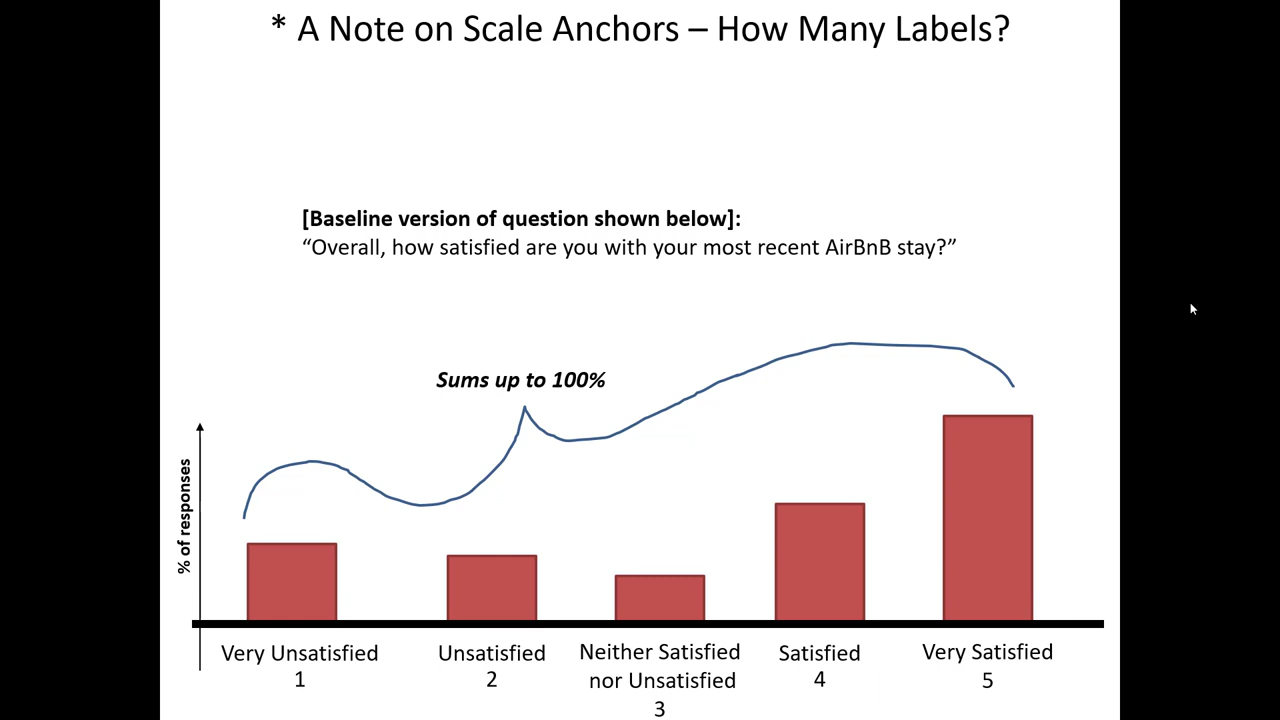 * A Note on Scale Anchors – How Many Labels?
[Baseline version of question shown below]:
“Overall, how satisfied are you with your most recent AirBnB stay?”
Sums up to 100%
% of responses
Very Unsatisfied
1
Unsatisfied
2
Neither Satisfied
nor Unsatisfied
3
Satisfied
4
Very Satisfied
5